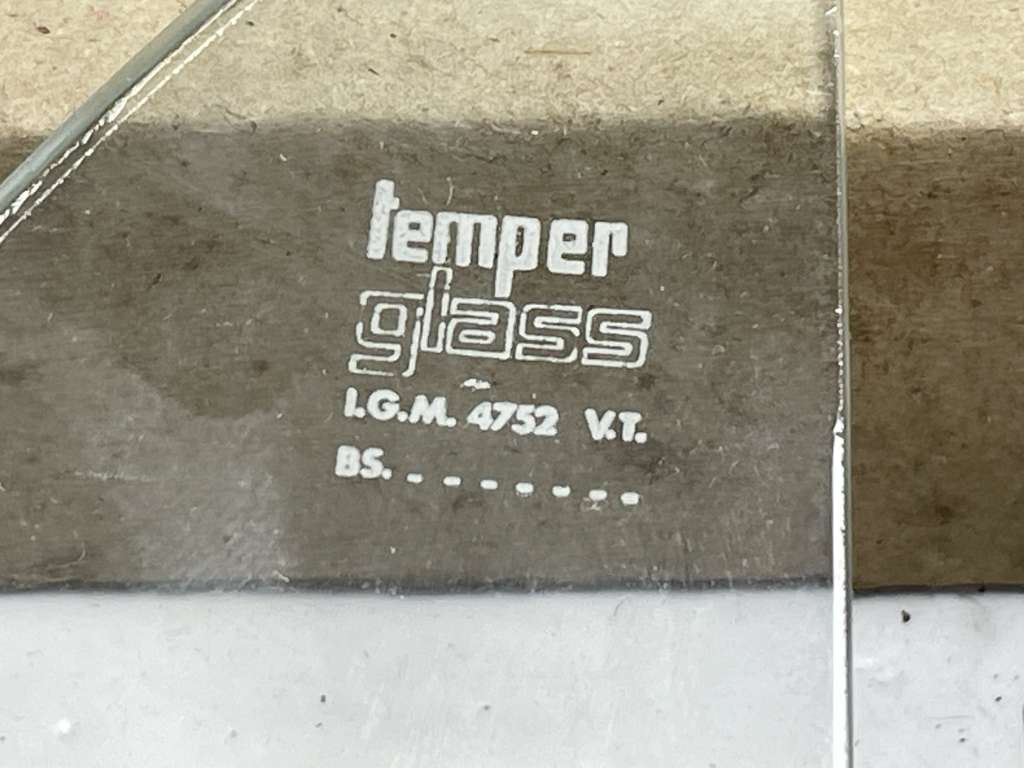 temper
glass
I.G.M. 4752 V.T.
BS. - - - - - - -